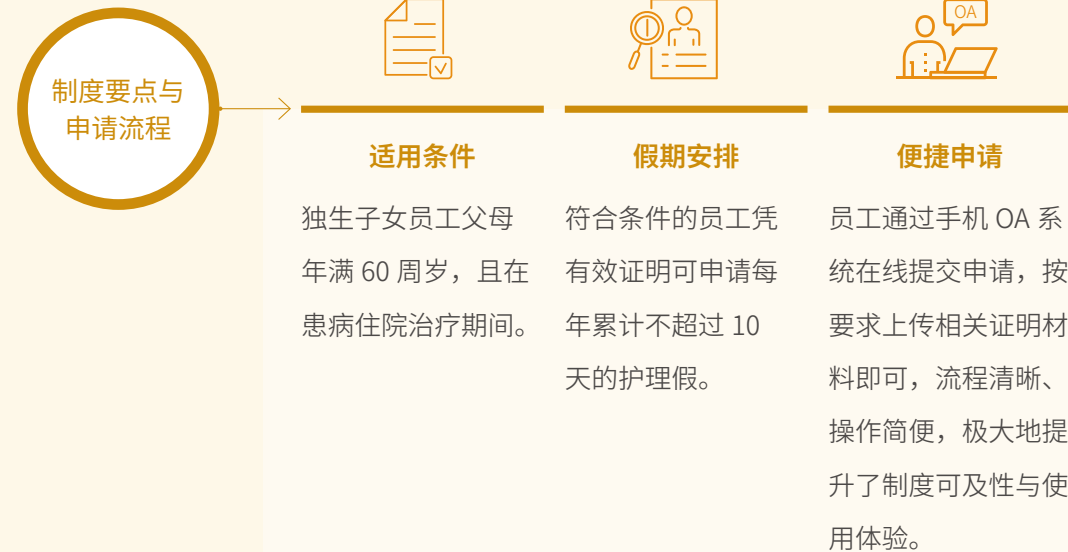 制度要点与
申请流程
OA
适用条件
独生子女员工父母
年满 60 周岁，且在
患病住院治疗期间。
假期安排
符合条件的员工凭
有效证明可申请每
年累计不超过 10
天的护理假。
便捷申请
员工通过手机 OA 系
统在线提交申请，按
要求上传相关证明材
料即可，流程清晰、
操作简便，极大地提
升了制度可及性与使
用体验。